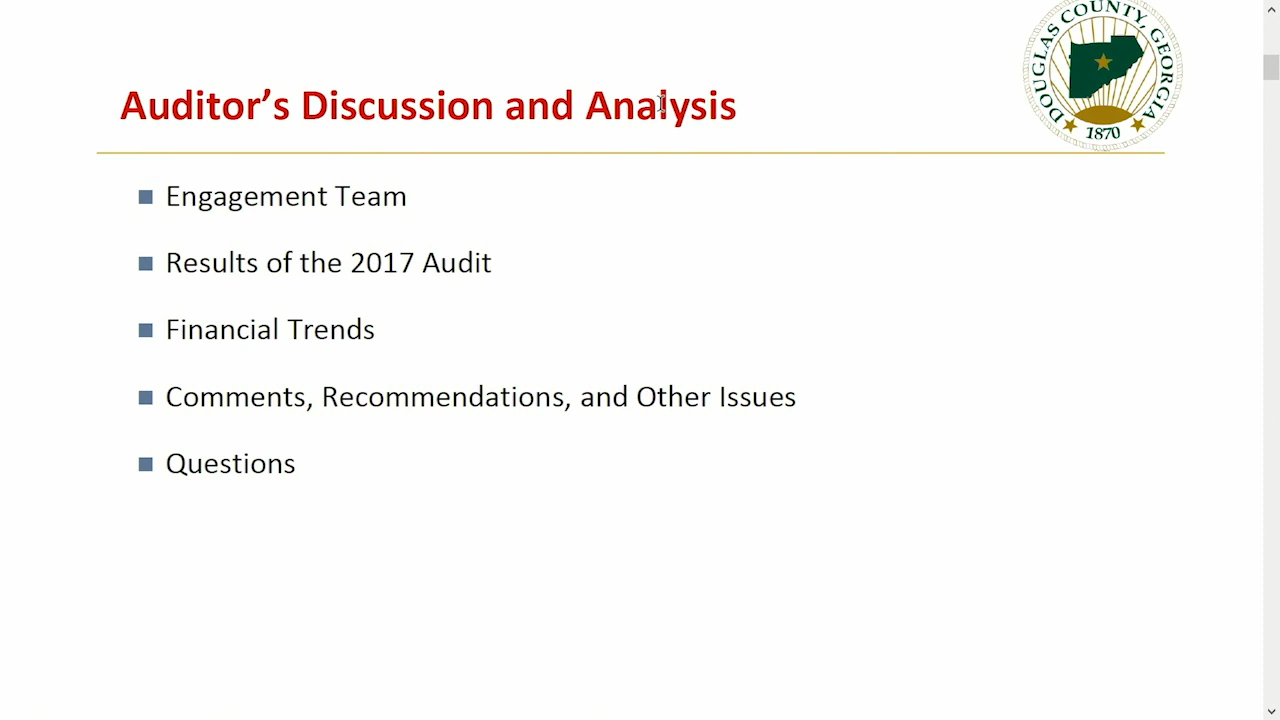 DOUGLAS COUNTY, GEORGIA
1870
Auditor’s Discussion and Analysis
Engagement Team
Results of the 2017 Audit
Financial Trends
Comments, Recommendations, and Other Issues
Questions